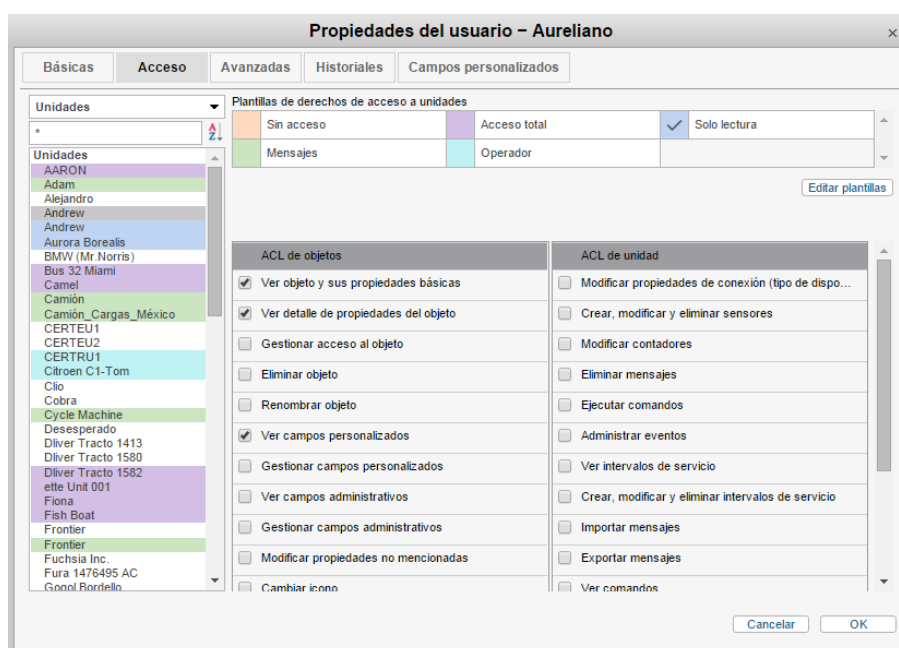 Propiedades del usuario – Aureliano
Básicas Acceso Avanzadas Historiales Campos personalizados
Unidades
*
Unidades
AARON
Adam
Alejandro
Andrew
Andrew
Aurora Borealis
BMW (Mr.Norris)
Bus 32 Miami
Camel
Camión
Camión_Cargas_México
CERTEU1
CERTEU2
CERTRU1
Citroen C1-Tom
Clio
Cobra
Cycle Machine
Desesperado
Dliver Tracto 1413
Dliver Tracto 1580
Dliver Tracto 1582
ette Unit 001
Fiona
Fish Boat
Frontier
Frontier
Fuchsia Inc.
Fura 1476495 AC
Gogol Bordello
Plantillas de derechos de acceso a unidades
Sin acceso Acceso total Solo lectura
Mensajes Operador
Editar plantillas
ACL de objetos
Ver objeto y sus propiedades básicas
Ver detalle de propiedades del objeto
Gestionar acceso al objeto
Eliminar objeto
Renombrar objeto
Ver campos personalizados
Gestionar campos personalizados
Ver campos administrativos
Gestionar campos administrativos
Modificar propiedades no mencionadas
Cambiar icono
ACL de unidad
Modificar propiedades de conexión (tipo de dispo...
Crear, modificar y eliminar sensores
Modificar contadores
Eliminar mensajes
Ejecutar comandos
Administrar eventos
Ver intervalos de servicio
Crear, modificar y eliminar intervalos de servicio
Importar mensajes
Exportar mensajes
Ver comandos
Cancelar OK